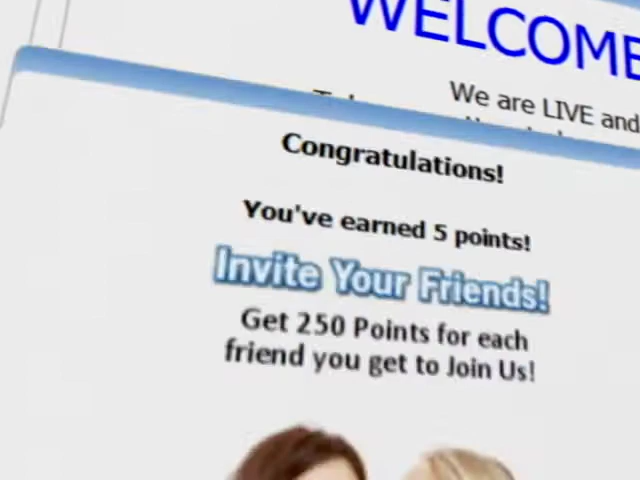 WELCOME
We are LIVE and
Congratulations!
You've earned 5 points!
Invite Your Friends!
Get 250 Points for each
friend you get to Join Us!